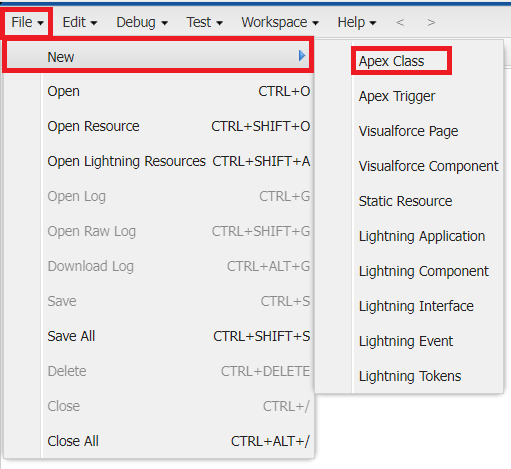 File Edit Debug Test Workspace Help < >
New
Open CTRL+O
Open Resource CTRL+SHIFT+O
Open Lightning Resources CTRL+SHIFT+A
Open Log CTRL+G
Open Raw Log CTRL+SHIFT+G
Download Log CTRL+ALT+G
Save CTRL+S
Save All CTRL+SHIFT+S
Delete CTRL+DELETE
Close CTRL+/
Close All CTRL+ALT+/
Apex Class
Apex Trigger
Visualforce Page
Visualforce Component
Static Resource
Lightning Application
Lightning Component
Lightning Interface
Lightning Event
Lightning Tokens